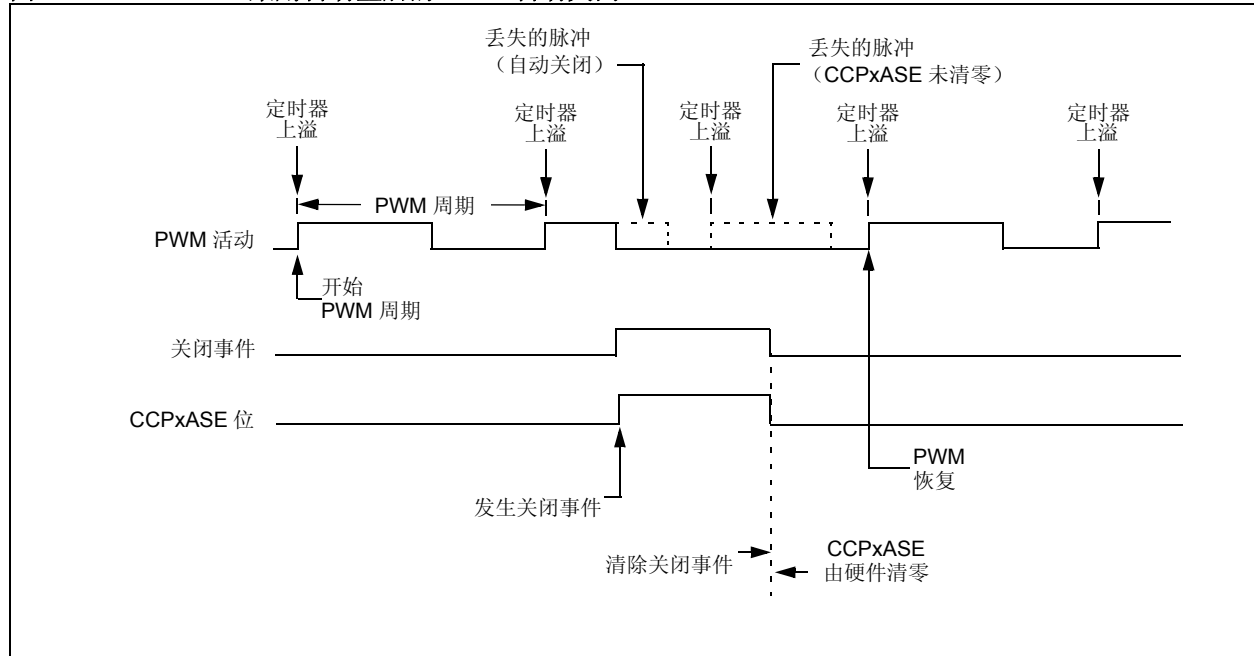 丢失的脉冲
（自动关闭）
丢失的脉冲
（CCPxASE 未清零）
定时器
上溢
定时器
上溢
定时器
上溢
定时器
上溢
定时器
上溢
PWM 周期
PWM 活动
开始
PWM 周期
关闭事件
CCPxASE 位
PWM
恢复
发生关闭事件
清除关闭事件
CCPxASE
由硬件清零